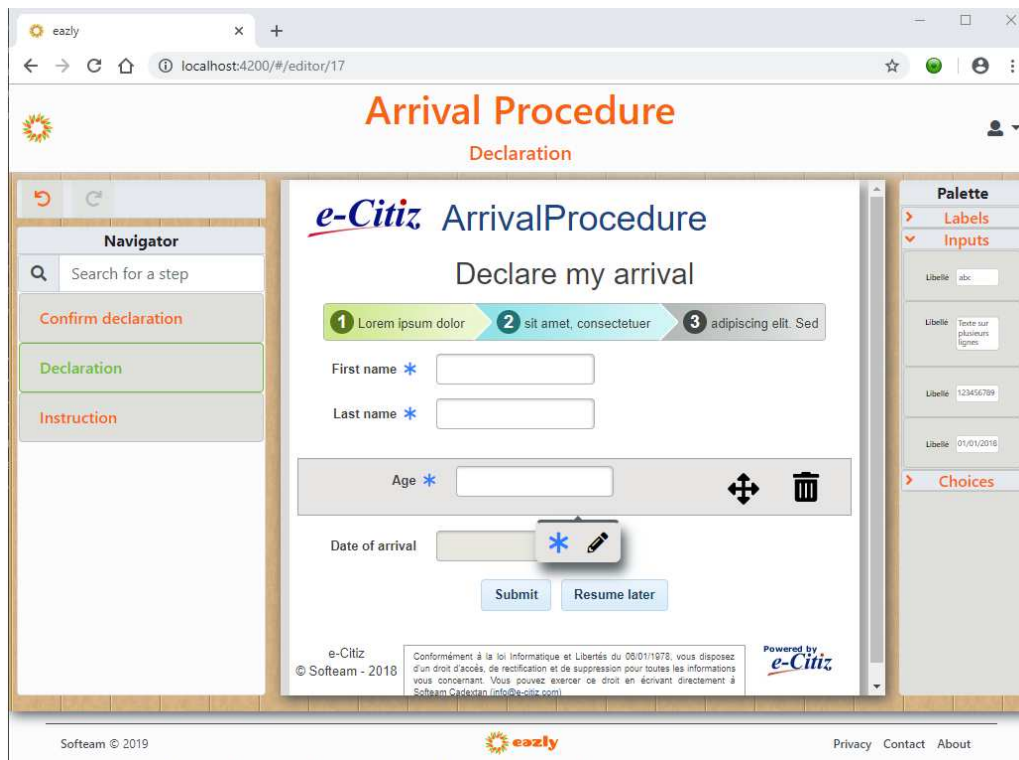 eazly
localhost:4200/#/editor/17
Arrival Procedure
Declaration
Navigator
Search for a step
Confirm declaration
Declaration
Instruction
e-Citiz ArrivalProcedure
Declare my arrival
1 Lorem ipsum dolor 2 sit amet, consectetuer 3 adipiscing elit. Sed
First name *
Last name *
Age *
Date of arrival
Submit Resume later
e-Citiz
© Softeam - 2018
Conformément à la loi Informatique et Libertés du 06/01/1978, vous disposez
d'un droit d'accès, de rectification et de suppression pour toutes les informations
vous concernant. Vous pouvez exercer ce droit en écrivant directement à
Softeam Cadextan (info@e-citiz.com)
Powered by
e-Citiz
Palette
Labels
Inputs
Libellé abc
Libellé Texte sur
plusieurs
lignes
Libellé 123456789
Libellé 01/01/2018
Choices
Softeam © 2019
eazly
Privacy Contact About